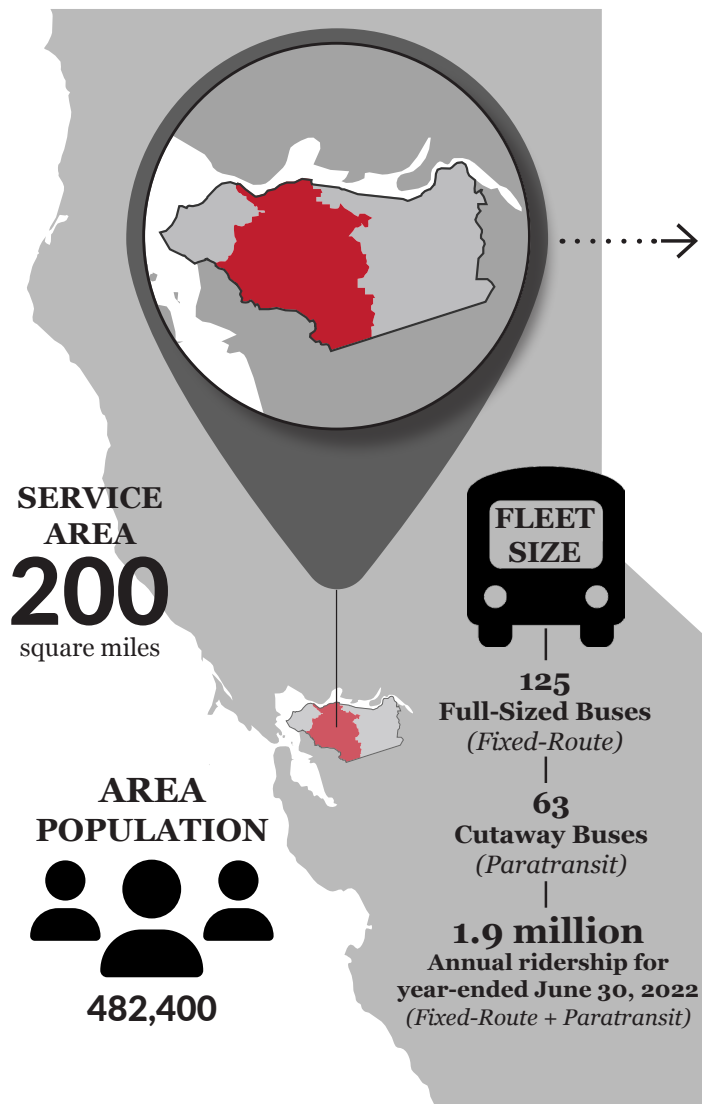 SERVICE
AREA
200
square miles
AREA
POPULATION
482,400
FLEET
SIZE
125
Full-Sized Buses
(Fixed-Route)
63
Cutaway Buses
(Paratransit)
1.9 million
Annual ridership for
year-ended June 30, 2022
(Fixed-Route + Paratransit)